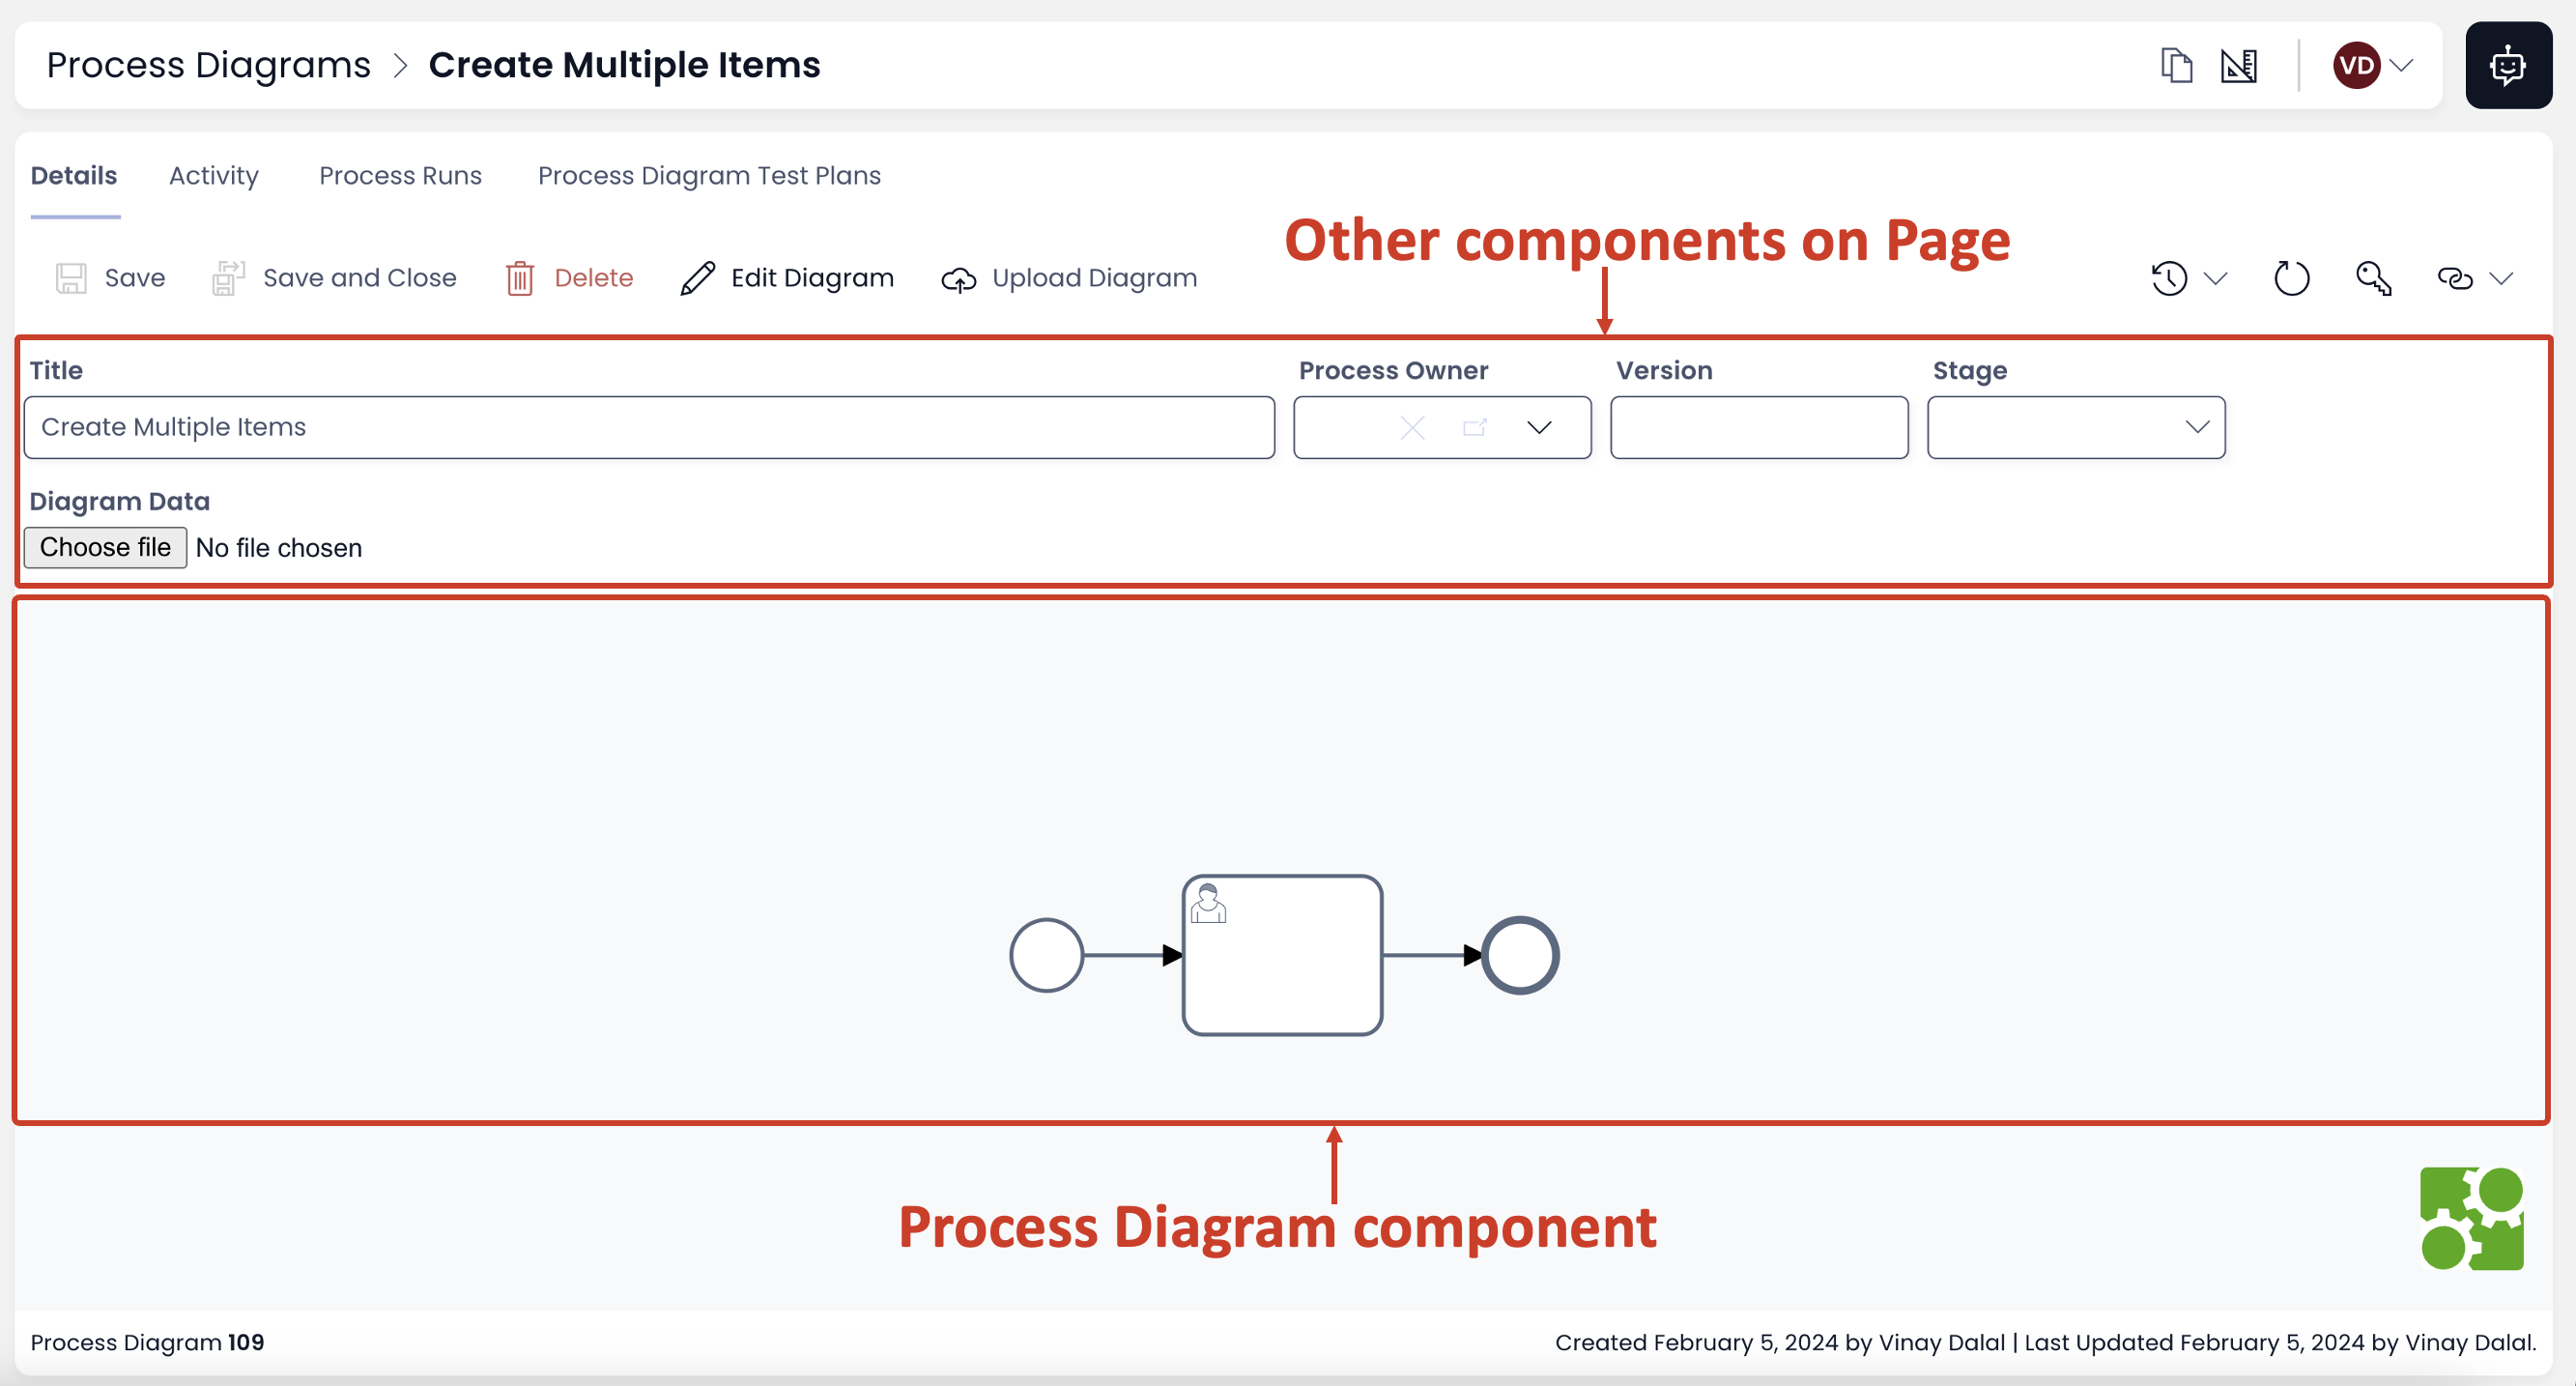 Process Diagrams > Create Multiple Items
VD
Details Activity Process Runs Process Diagram Test Plans
Other components on Page
Save Save and Close Delete Edit Diagram Upload Diagram
Title Process Owner Version Stage
Create Multiple Items
Diagram Data
Choose file No file chosen
Process Diagram component
Process Diagram 109
Created February 5, 2024 by Vinay Dalal | Last Updated February 5, 2024 by Vinay Dalal.